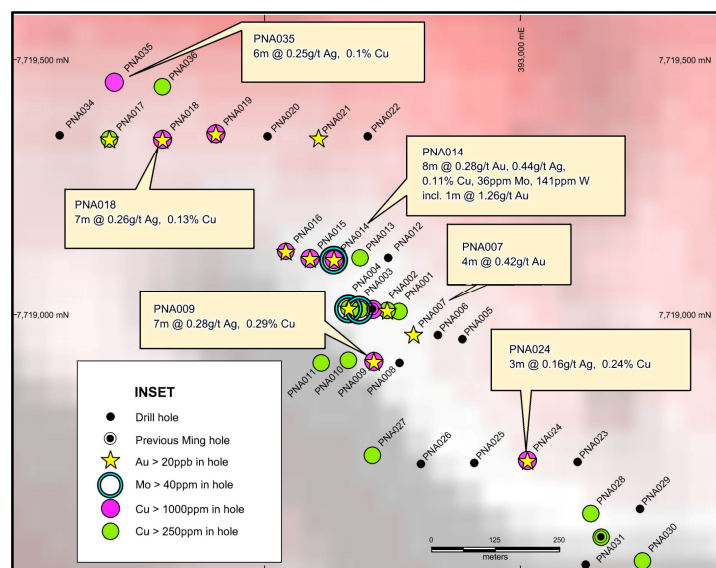 PNA035
6m @ 0.25g/t Ag, 0.1% Cu
393,000 mE
7,719,500 mN
7,719,500 mN
PNA035
PNA036
PNA034
PNA017
PNA018
PNA019
PNA020
PNA021
PNA022
PNA014
8m @ 0.28g/t Au, 0.44g/t Ag,
0.11% Cu, 36ppm Mo, 141ppm W
incl. 1m @ 1.26g/t Au
PNA018
7m @ 0.26g/t Ag, 0.13% Cu
PNA016
PNA015
PNA014
PNA013
PNA012
PNA007
4m @ 0.42g/t Au
PNA004
PNA003
PNA002
PNA001
PNA007
PNA006
PNA005
PNA009
7m @ 0.28g/t Ag, 0.29% Cu
7,719,000 mN
7,719,000 mN
PNA011
PNA010
PNA009
PNA008
PNA024
3m @ 0.16g/t Ag, 0.24% Cu
INSET
Drill hole
Previous Ming hole
Au > 20ppb in hole
Mo > 40ppm in hole
Cu > 1000ppm in hole
Cu > 250ppm in hole
PNA027
PNA026
PNA025
PNA024
PNA023
PNA028
PNA029
PNA031
PNA030
0 125 250
meters